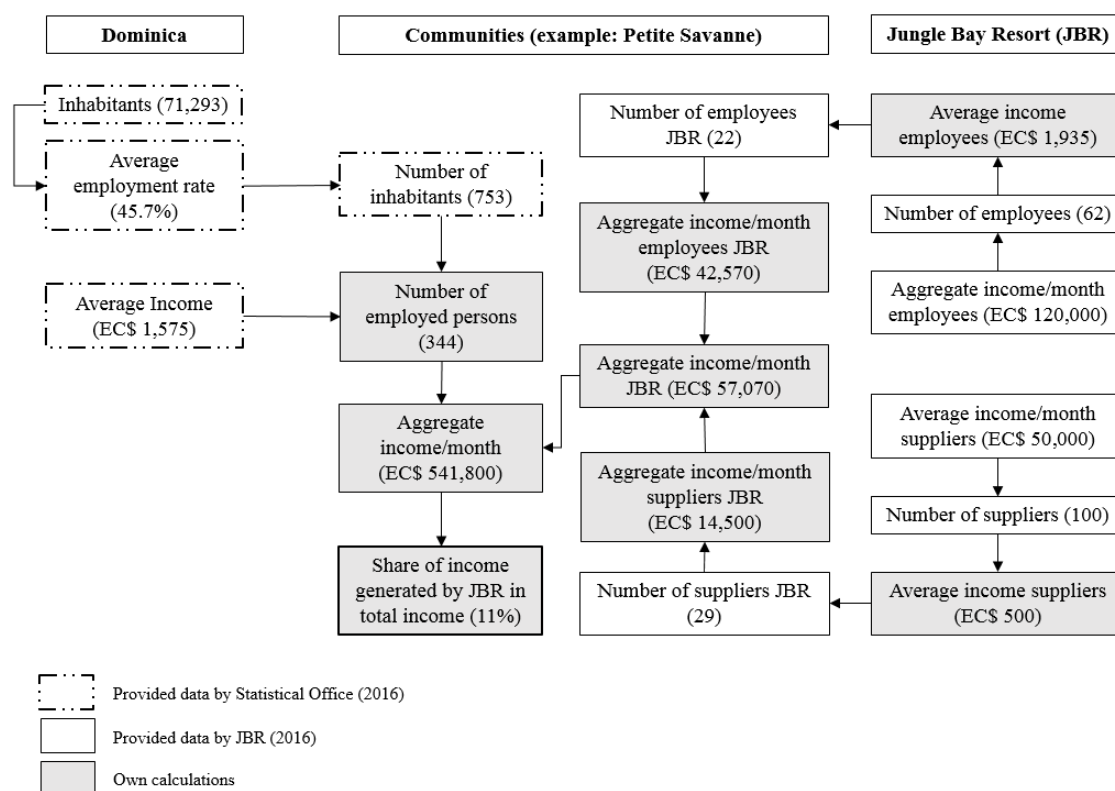 Dominica
Communities (example: Petite Savanne)
Jungle Bay Resort (JBR)
Inhabitants (71,293)
Average
employment rate
(45.7%)
Average Income
(EC$ 1,575)
Number of
inhabitants (753)
Number of
employed persons
(344)
Aggregate
income/month
(EC$ 541,800)
Share of income
generated by JBR in
total income (11%)
Number of employees
JBR (22)
Aggregate income/month
employees JBR
(EC$ 42,570)
Aggregate income/month
JBR (EC$ 57,070)
Aggregate income/month
suppliers JBR
(EC$ 14,500)
Number of suppliers JBR
(29)
Average income
employees (EC$ 1,935)
Number of employees (62)
Aggregate income/month
employees (EC$ 120,000)
Average income/month
suppliers (EC$ 50,000)
Number of suppliers (100)
Average income suppliers
(EC$ 500)
Provided data by Statistical Office (2016)
Provided data by JBR (2016)
Own calculations